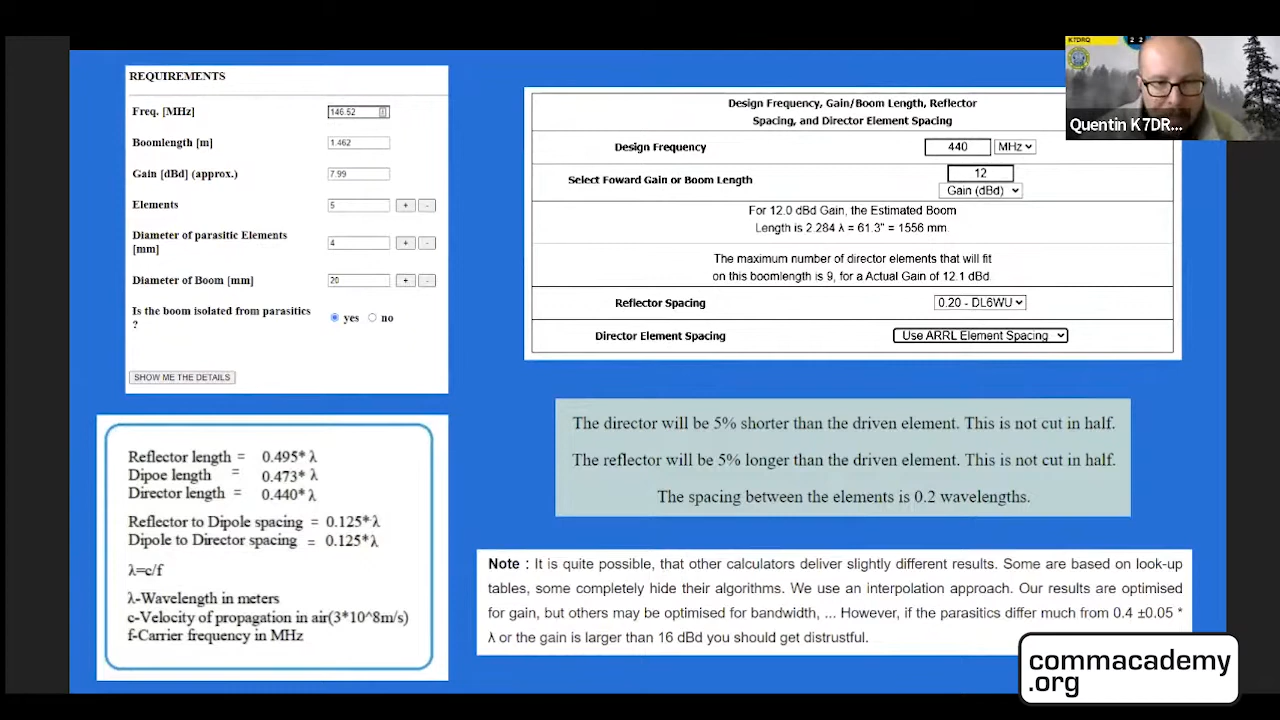 REQUIREMENTS
Freq. [MHz]
146.52
Boomlength [m]
1.462
Gain [dBd] (approx.)
7.99
Elements
5
+
-
Diameter of parasitic Elements
[mm]
4
+
-
Diameter of Boom [mm]
20
+
-
Is the boom isolated from parasitics
?
yes
no
SHOW ME THE DETAILS
Design Frequency, Gain/Boom Length, Reflector
Spacing, and Director Element Spacing
Design Frequency
440
MHz
Select Foward Gain or Boom Length
12
Gain (dBd)
For 12.0 dBd Gain, the Estimated Boom
Length is 2.284 λ = 61.3" = 1556 mm.
The maximum number of director elements that will fit
on this boomlength is 9, for a Actual Gain of 12.1 dBd.
Reflector Spacing
0.20 - DL6WU
Director Element Spacing
Use ARRL Element Spacing
K7DRQ
Quentin K7DR...
Reflector length = 0.495* λ
Dipoe length = 0.473* λ
Director length = 0.440* λ
Reflector to Dipole spacing = 0.125*λ
Dipole to Director spacing = 0.125*λ
λ=c/f
λ-Wavelength in meters
c-Velocity of propagation in air(3*10^8m/s)
f-Carrier frequency in MHz
The director will be 5% shorter than the driven element. This is not cut in half.
The reflector will be 5% longer than the driven element. This is not cut in half.
The spacing between the elements is 0.2 wavelengths.
Note : It is quite possible, that other calculators deliver slightly different results. Some are based on look-up
tables, some completely hide their algorithms. We use an interpolation approach. Our results are optimised
for gain, but others may be optimised for bandwidth, ... However, if the parasitics differ much from 0.4 ±0.05 *
λ or the gain is larger than 16 dBd you should get distrustful.
commacademy
.org